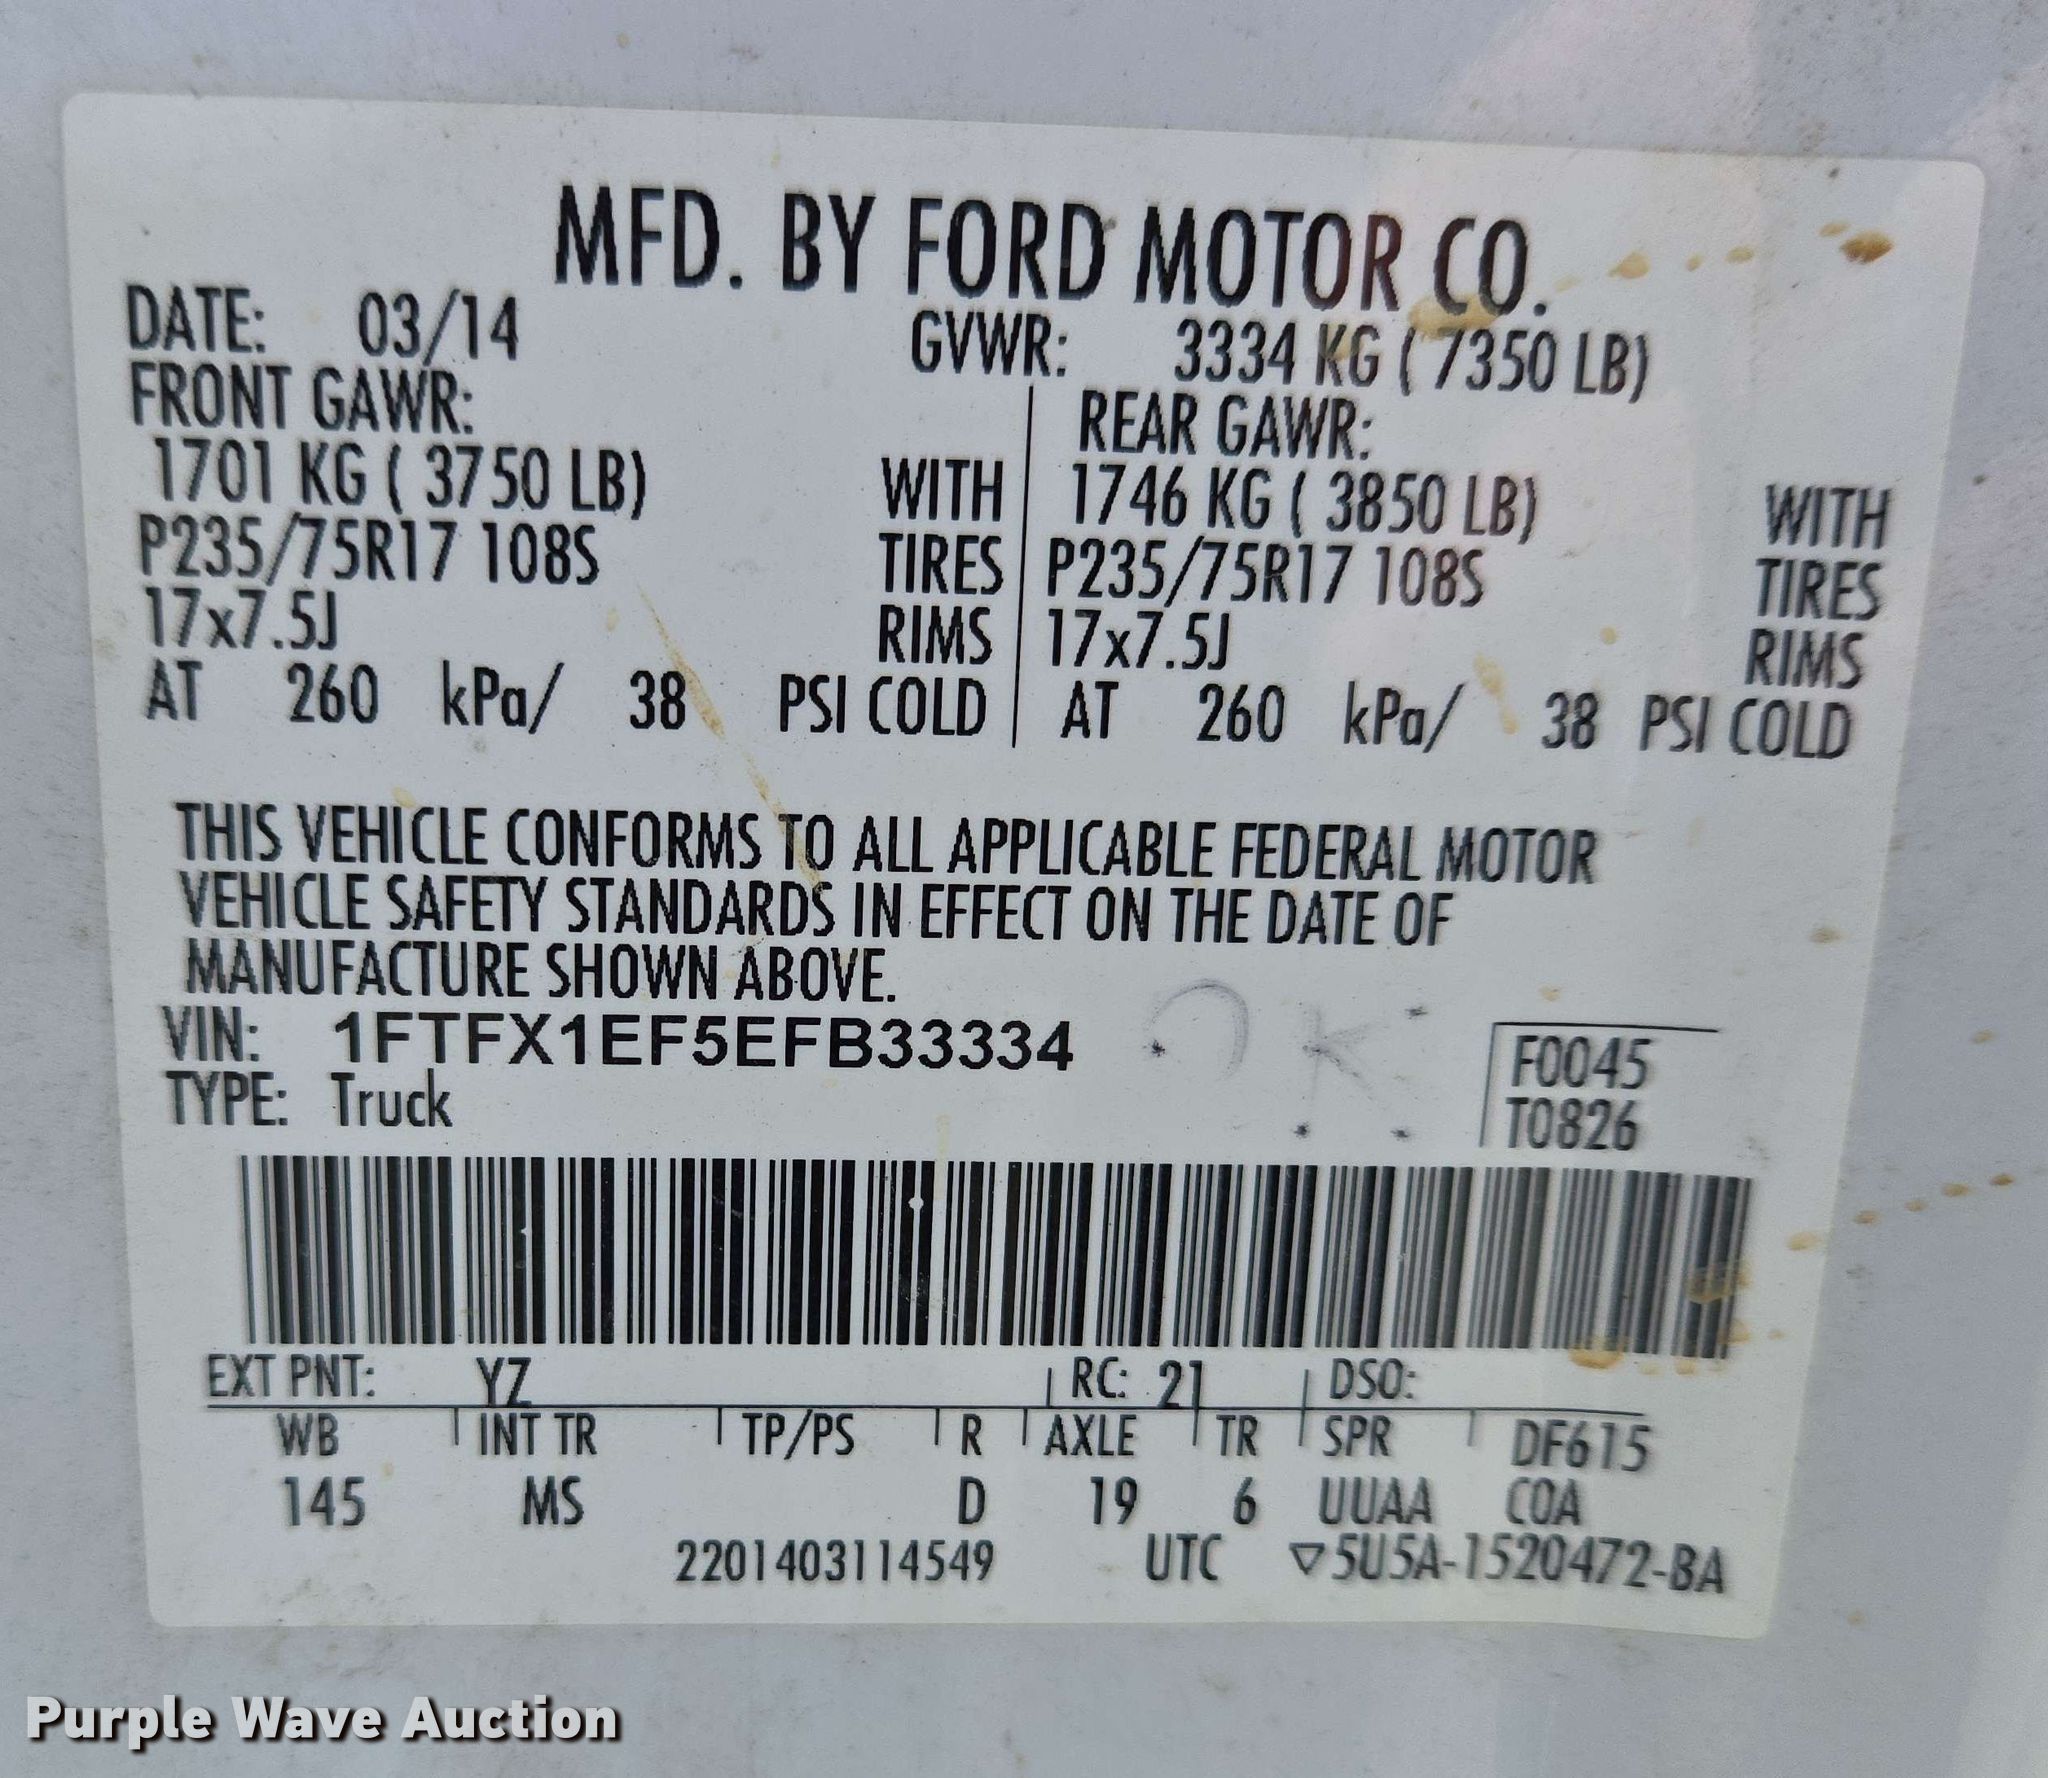 MFD. BY FORD MOTOR CO.
DATE: 03/14 GVWR: 3334 KG ( 7350 LB)
FRONT GAWR: REAR GAWR:
1701 KG ( 3750 LB) WITH 1746 KG ( 3850 LB) WITH
P235/75R17 108S TIRES P235/75R17 108S TIRES
17x7.5J RIMS 17x7.5J RIMS
AT 260 kPa/ 38 PSI COLD AT 260 kPa/ 38 PSI COLD
THIS VEHICLE CONFORMS TO ALL APPLICABLE FEDERAL MOTOR
VEHICLE SAFETY STANDARDS IN EFFECT ON THE DATE OF
MANUFACTURE SHOWN ABOVE.
VIN: 1FTFX1EF5EFB33334 F0045
TYPE: Truck T0826
EXT PNT: YZ RC: 21 DSO:
WB INT TR TP/PS R AXLE TR SPR DF615
145 MS D 19 6 UUAA COA
2201403114549 UTC ▽5U5A-1520472-BA
Purple Wave Auction